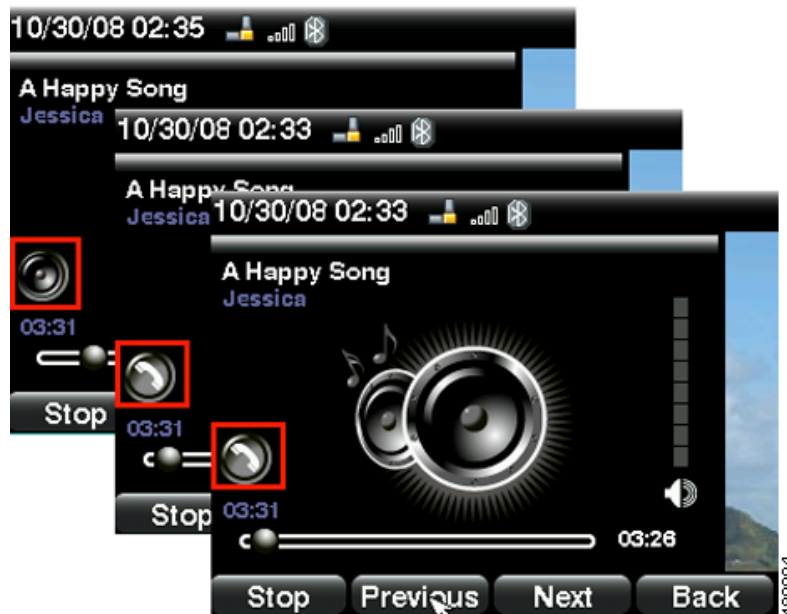 10/30/08 02:35
A Happy Song
Jessica
03:31
Stop
10/30/08 02:33
A Happy Song
Jessica
03:31
Stop
10/30/08 02:33
A Happy Song
Jessica
03:31
03:26
Stop Previous Next Back